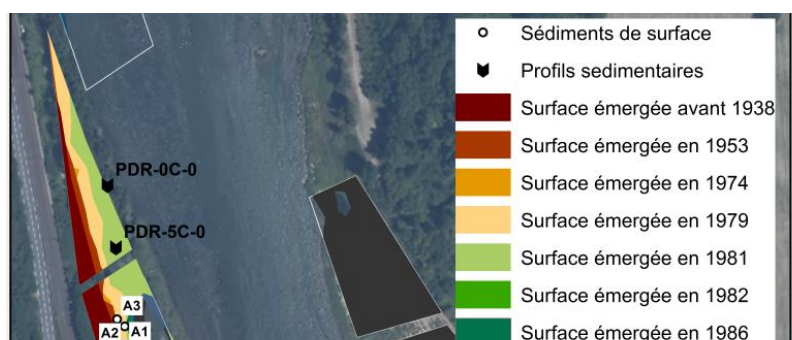 PDR-0C-0
PDR-5C-0
A3
A2
A1
Sédiments de surface
Profils sedimentaires
Surface émergée avant 1938
Surface émergée en 1953
Surface émergée en 1974
Surface émergée en 1979
Surface émergée en 1981
Surface émergée en 1982
Surface émergée en 1986